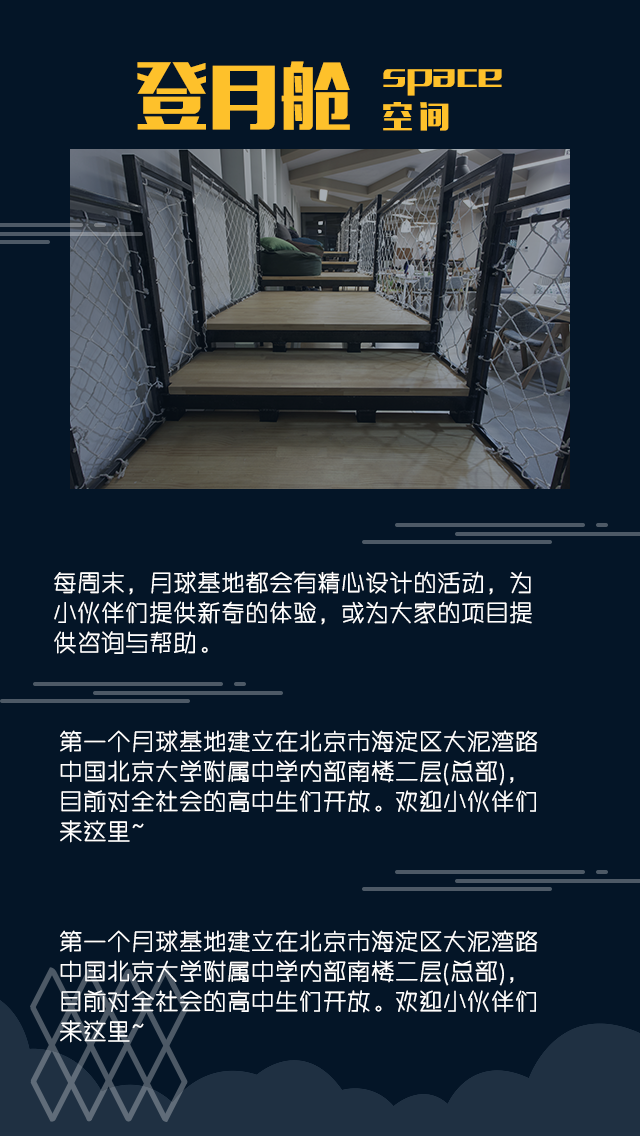 登月舱 space
空间
每周末，月球基地都会有精心设计的活动，为
小伙伴们提供新奇的体验，或为大家的项目提
供咨询与帮助。
第一个月球基地建立在北京市海淀区大泥湾路
中国北京大学附属中学内部南楼二层(总部)，
目前对全社会的高中生们开放。欢迎小伙伴们
来这里~
第一个月球基地建立在北京市海淀区大泥湾路
中国北京大学附属中学内部南楼二层(总部)，
目前对全社会的高中生们开放。欢迎小伙伴们
来这里~